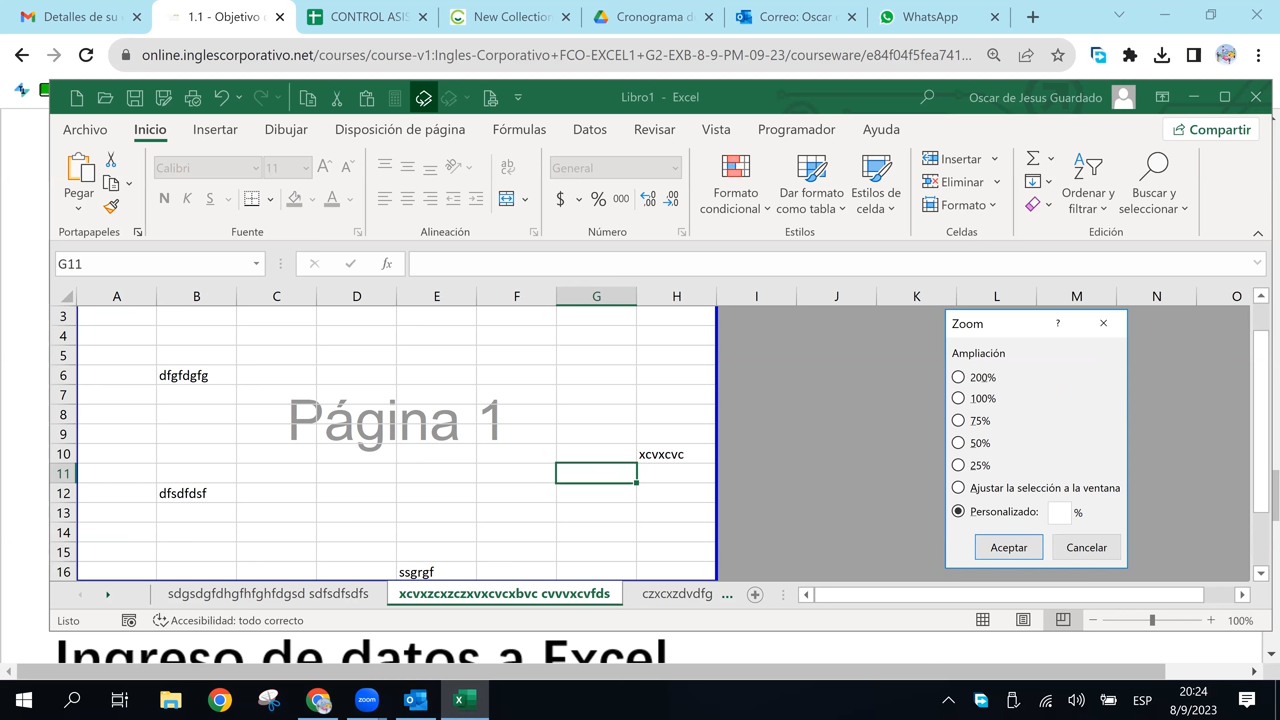 Detalles de su
1.1 - Objetivo
CONTROL ASIS
New Collection
Cronograma d
Correo: Oscar
WhatsApp
online.inglescorporativo.net/courses/course-v1:Ingles-Corporativo+FCO-EXCEL1+G2-EXB-8-9-PM-09-23/courseware/e84f04f5fea741...
Libro1 - Excel
Oscar de Jesus Guardado
Archivo Inicio Insertar Dibujar Disposición de página Fórmulas Datos Revisar Vista Programador Ayuda Compartir
Pegar
Portapapeles
Calibri 11
N K S
Fuente
ab
Alineación
General
$ % 000
Número
Formato condicional
Dar formato como tabla
Estilos de celda
Estilos
Insertar
Eliminar
Formato
Celdas
Ordenar y filtrar
Buscar y seleccionar
Edición
G11
fx
A B C D E F G H I J K L M N O
3
4
5
6 dfgfdgfg
7
8
9
Página 1
10 xcvxcvc
11
12 dfsdfdsf
13
14
15
16 ssgrgf
Zoom ?
Ampliación
200%
100%
75%
50%
25%
Ajustar la selección a la ventana
Personalizado: %
Aceptar Cancelar
sdgsdgfdhgfhfghfdgsd sdfsdfsdfs xcvxzcxzczxvxcvcxbvc cvvvxcvfds czxcxzdvdfg ...
Listo Accesibilidad: todo correcto 100%
Ingreso de datos a Excel
zoom
ESP
20:24
8/9/2023